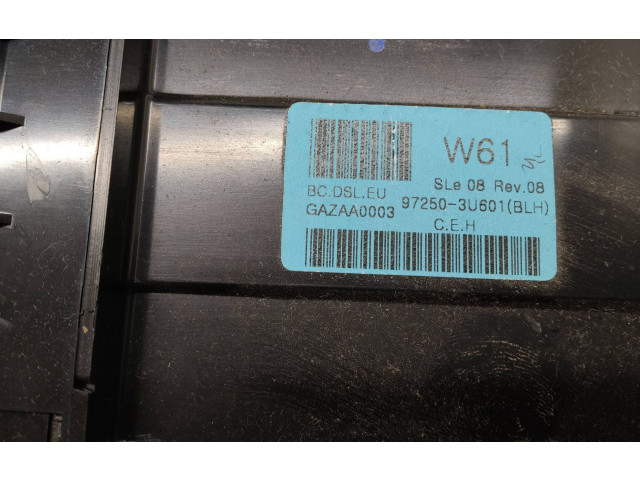 W61
BC.DSL.EU
SLe 08 Rev.08
GAZAA0003
97250-3U601(BLH)
C.E.H